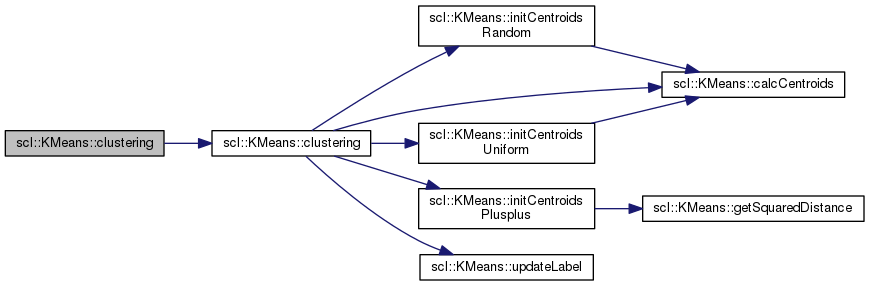 scl::KMeans::clustering
scl::KMeans::clustering
scl::KMeans::initCentroids
Random
scl::KMeans::calcCentroids
scl::KMeans::initCentroids
Uniform
scl::KMeans::initCentroids
Plusplus
scl::KMeans::getSquaredDistance
scl::KMeans::updateLabel